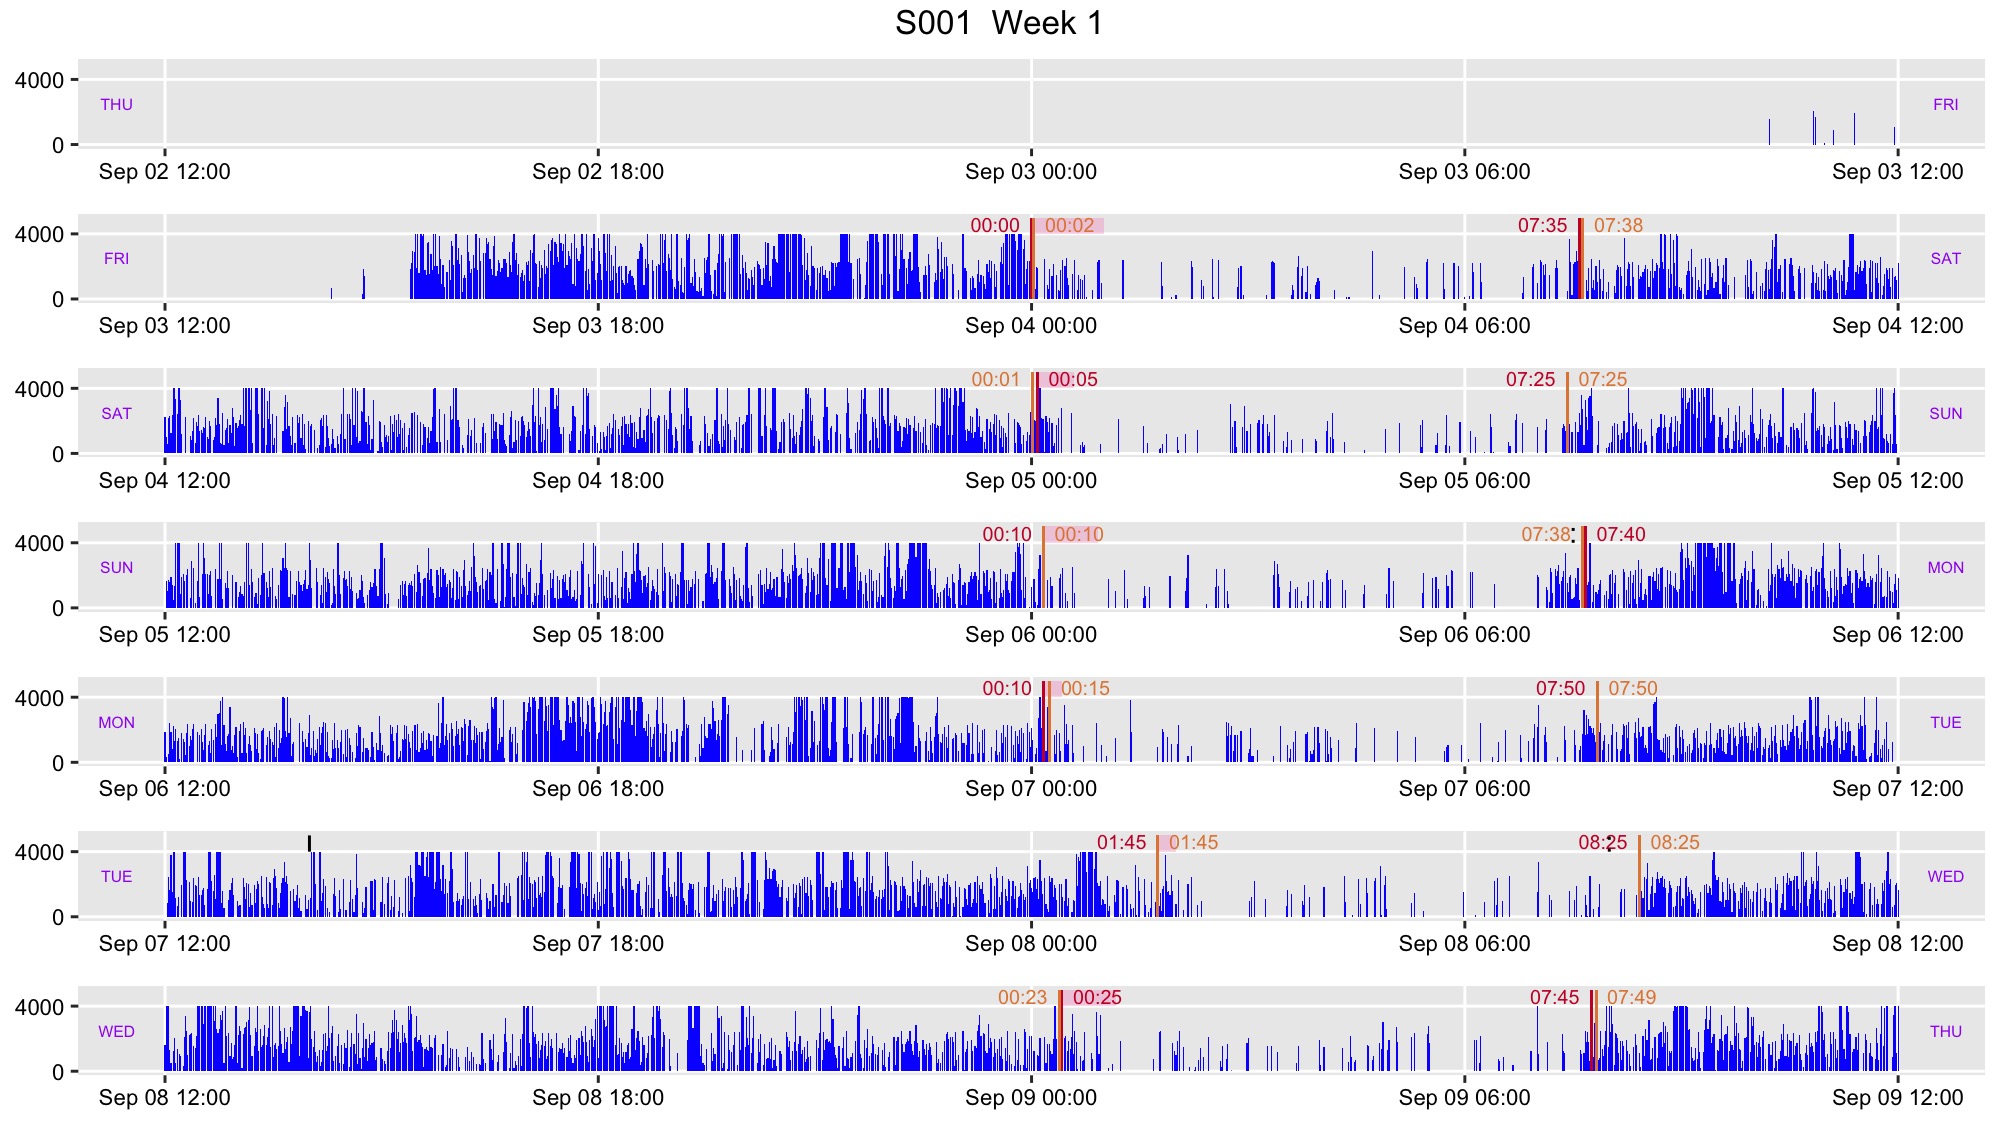 S001  Week 1
4000
THU FRI
0
Sep 02 12:00 Sep 02 18:00 Sep 03 00:00 Sep 03 06:00 Sep 03 12:00
00:00 00:02 07:35 07:38
4000
FRI SAT
0
Sep 03 12:00 Sep 03 18:00 Sep 04 00:00 Sep 04 06:00 Sep 04 12:00
00:01 00:05 07:25 07:25
4000
SAT SUN
0
Sep 04 12:00 Sep 04 18:00 Sep 05 00:00 Sep 05 06:00 Sep 05 12:00
00:10 00:10 07:38 07:40
4000
SUN MON
0
Sep 05 12:00 Sep 05 18:00 Sep 06 00:00 Sep 06 06:00 Sep 06 12:00
00:10 00:15 07:50 07:50
4000
MON TUE
0
Sep 06 12:00 Sep 06 18:00 Sep 07 00:00 Sep 07 06:00 Sep 07 12:00
01:45 01:45 08:25 08:25
4000
TUE WED
0
Sep 07 12:00 Sep 07 18:00 Sep 08 00:00 Sep 08 06:00 Sep 08 12:00
00:23 00:25 07:45 07:49
4000
WED THU
0
Sep 08 12:00 Sep 08 18:00 Sep 09 00:00 Sep 09 06:00 Sep 09 12:00